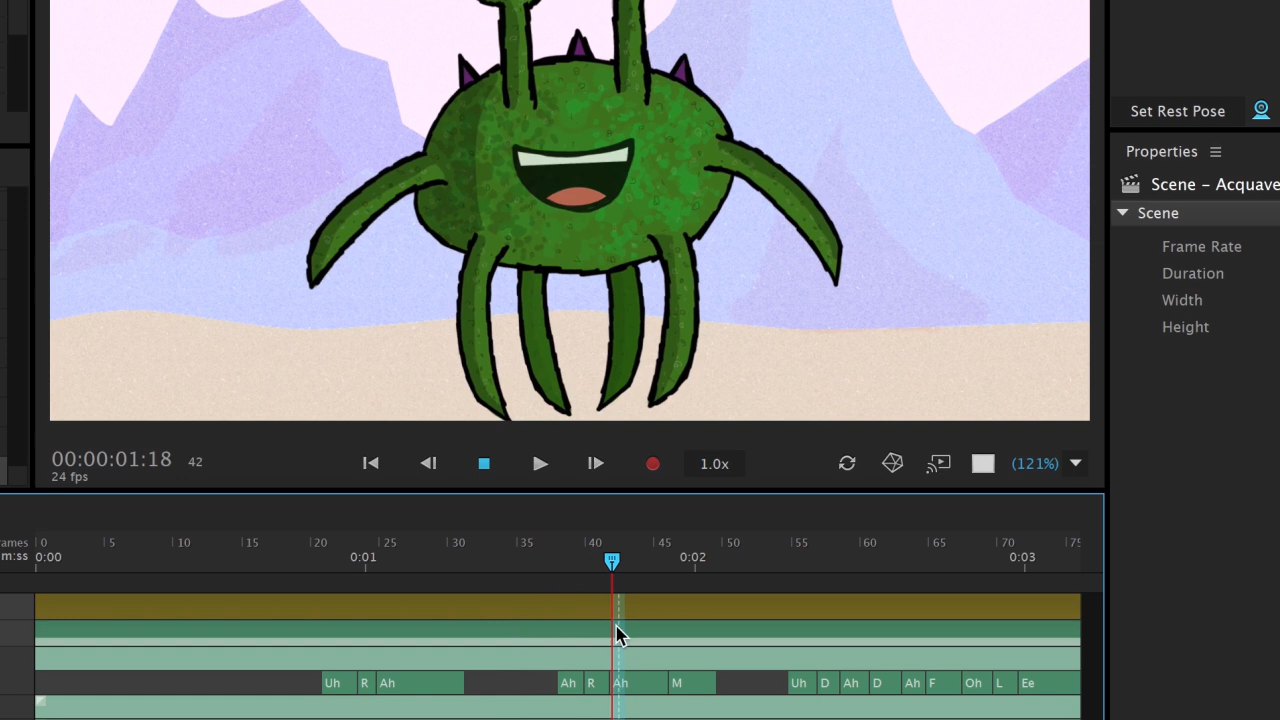 Set Rest Pose
Properties
Scene – Acquave
Scene
Frame Rate
Duration
Width
Height
00:00:01:18 42
24 fps
1.0x
(121%)
rames 0 5 10 15 20 25 30 35 40 45 50 55 60 65 70 75
m:ss 0:00 0:01 0:02 0:03
Uh R Ah Ah R Ah M Uh D Ah D Ah F Oh L Ee